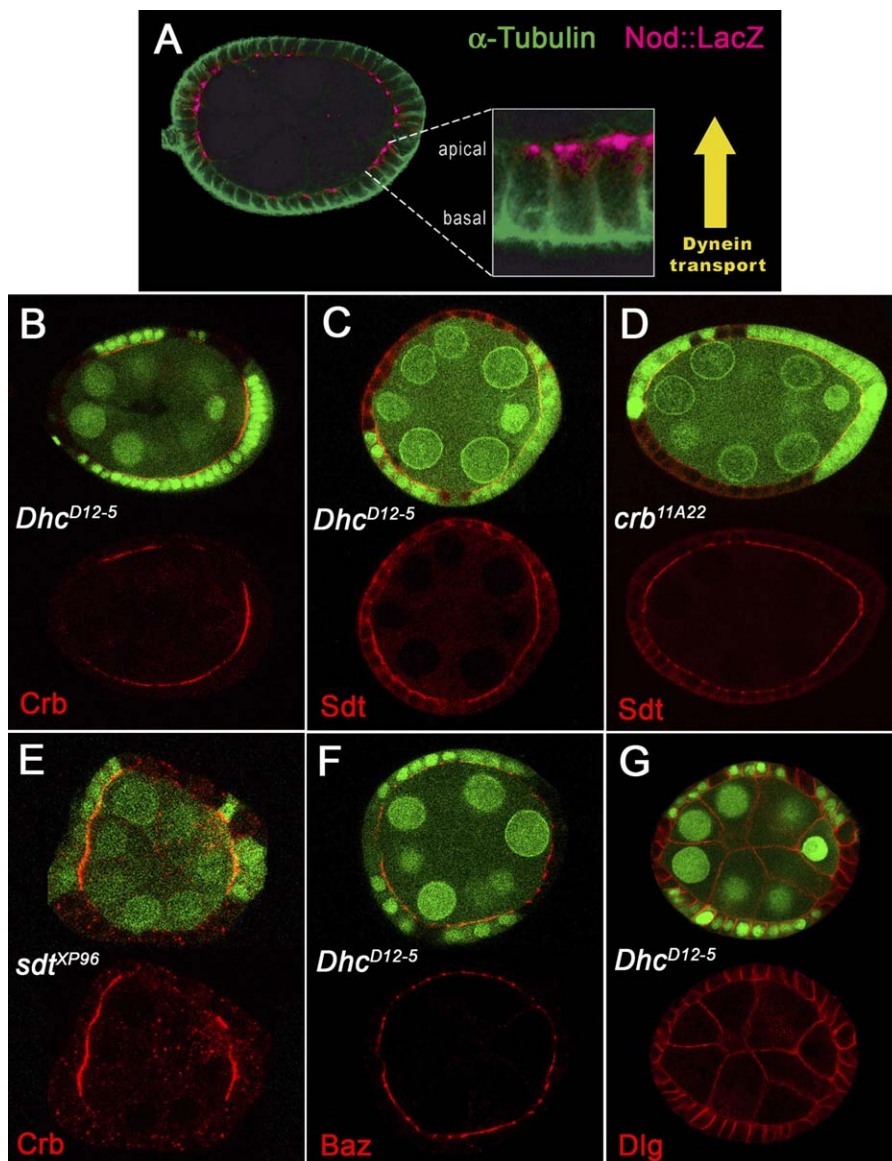 A
α-Tubulin Nod::LacZ
apical
basal
Dynein
transport
B
C
D
Dhc^D12-5
Dhc^D12-5
crb^11A22
Crb
Sdt
Sdt
E
F
G
sdt^XP96
Dhc^D12-5
Dhc^D12-5
Crb
Baz
Dlg